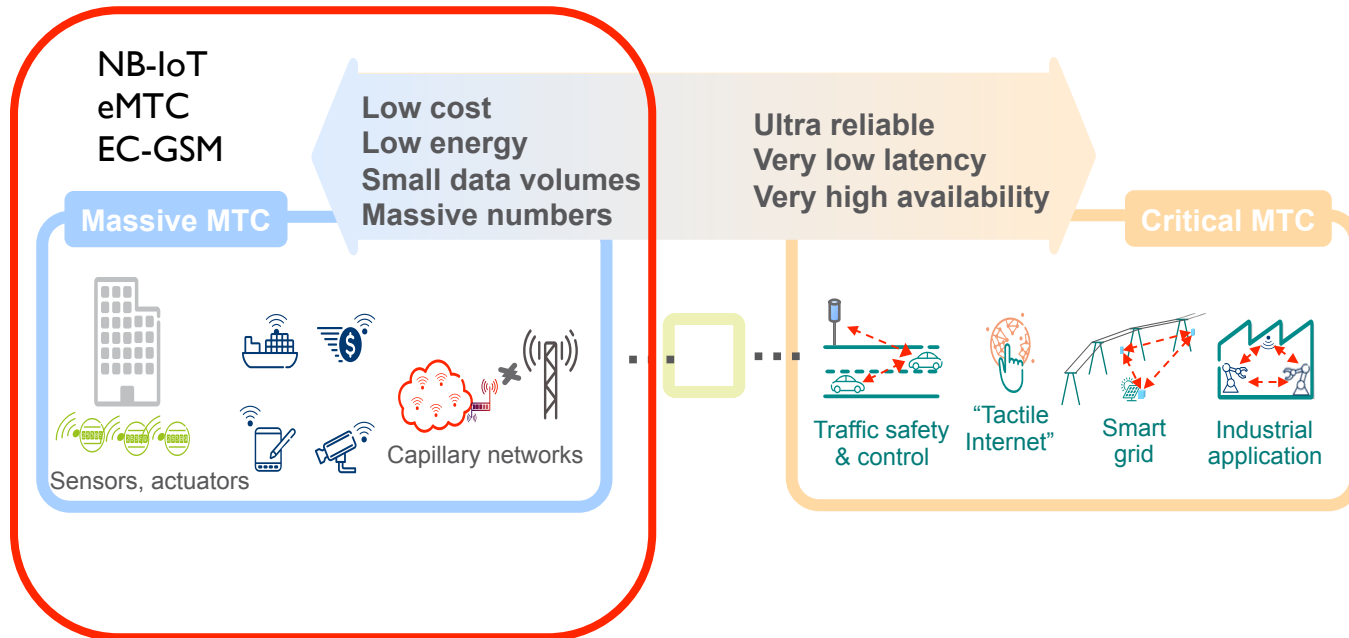 NB-IoT
eMTC
EC-GSM
Low cost
Low energy
Small data volumes
Massive numbers
Ultra reliable
Very low latency
Very high availability
Massive MTC
Critical MTC
$
Sensors, actuators
Capillary networks
Traffic safety
& control
“Tactile
Internet”
Smart
grid
Industrial
application